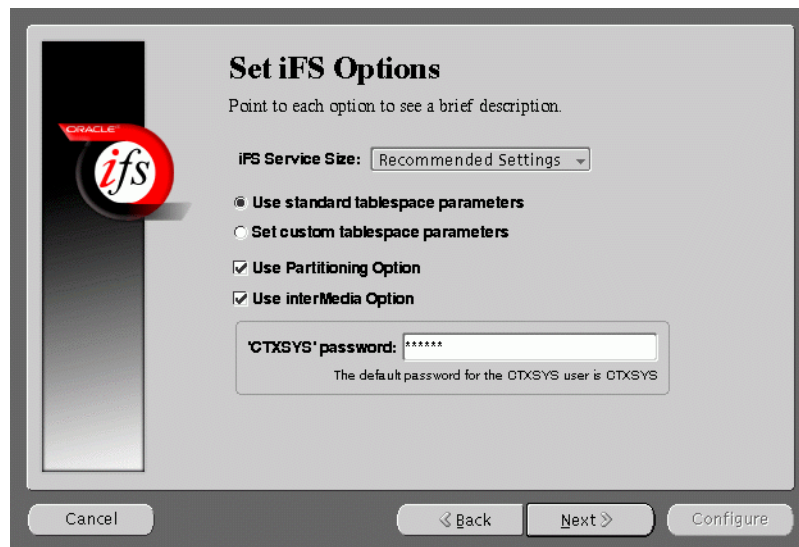 Set iFS Options
Point to each option to see a brief description.
ORACLE
ifs
iFS Service Size: Recommended Settings
Use standard tablespace parameters
Set custom tablespace parameters
Use Partitioning Option
Use interMedia Option
'CTXSYS' password: ******
The default password for the CTXSYS user is CTXSYS
Cancel
Back
Next
Configure